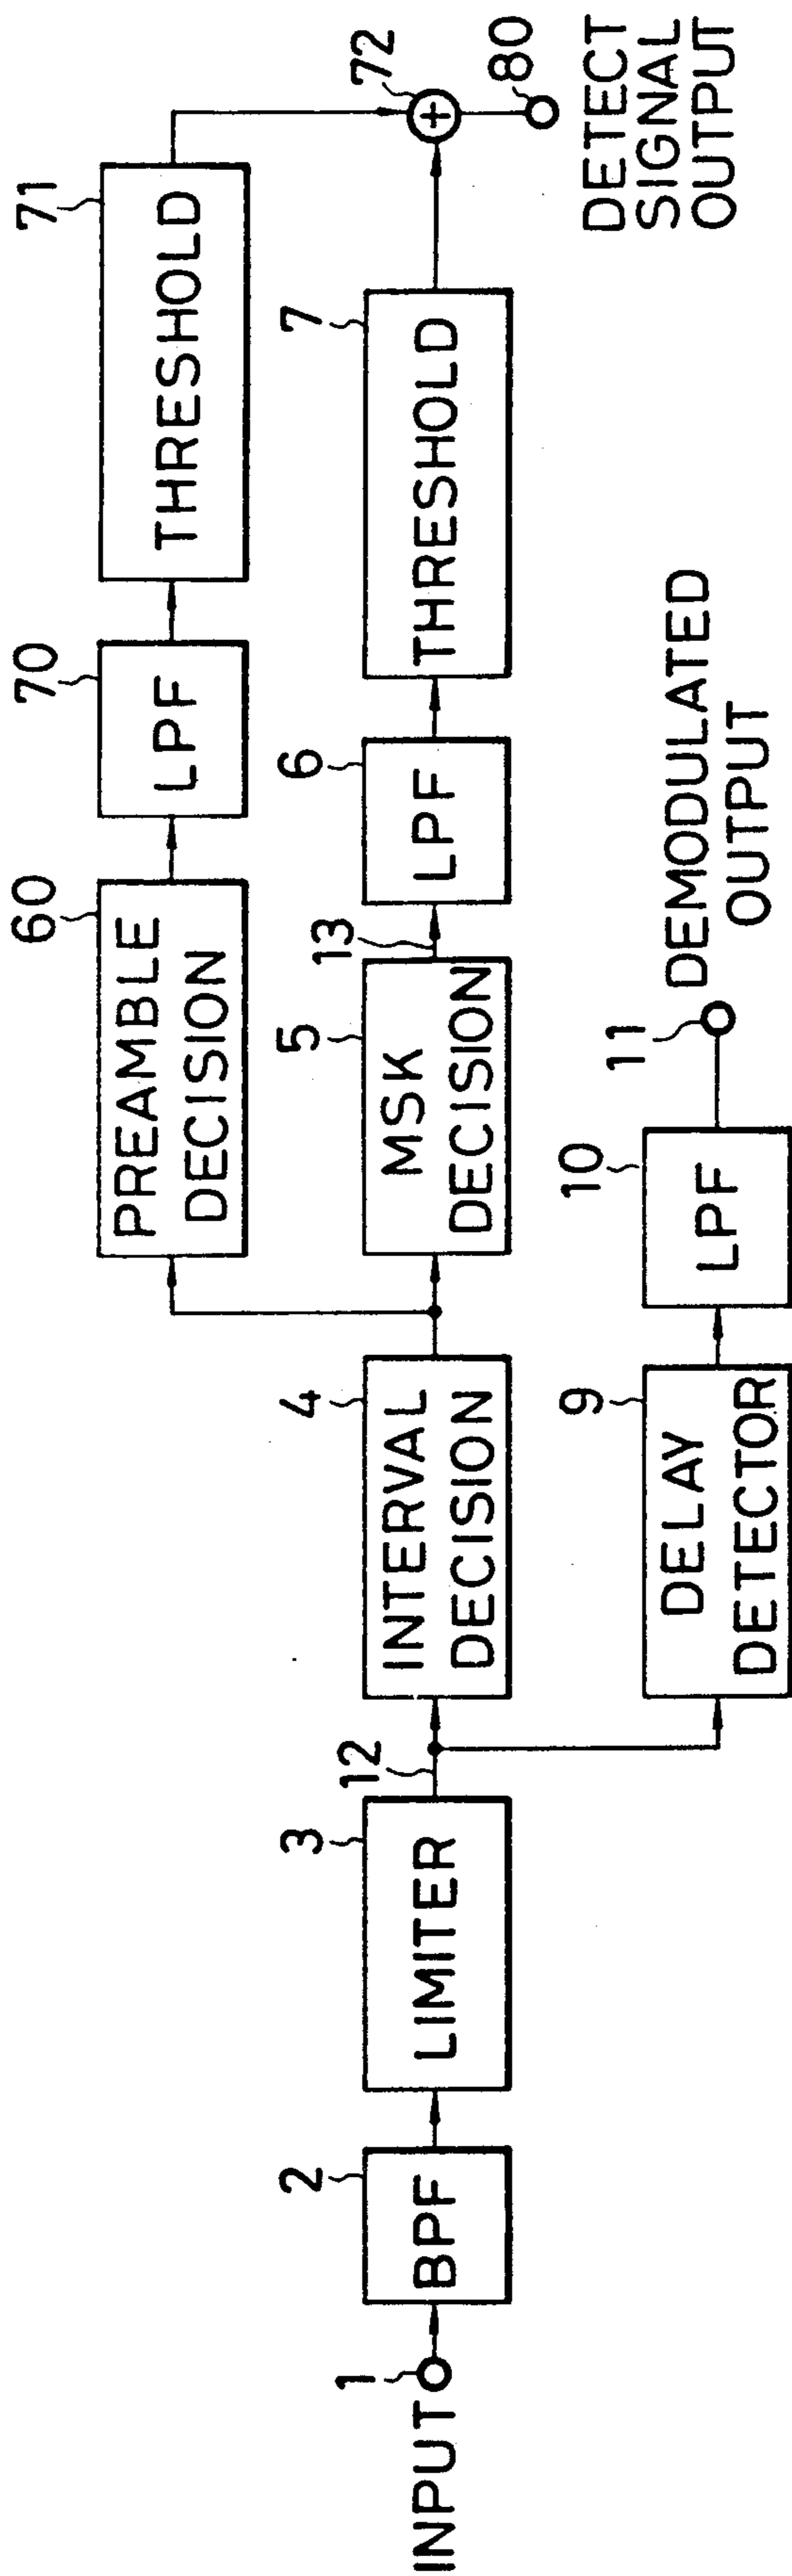 60
PREAMBLE
DECISION
70
LPF
71
THRESHOLD
72
+
80
DETECT
SIGNAL
OUTPUT
INPUT
1
2
BPF
3
LIMITER
12
4
INTERVAL
DECISION
5
MSK
DECISION
13
6
LPF
7
THRESHOLD
9
DELAY
DETECTOR
10
LPF
11
DEMODULATED
OUTPUT